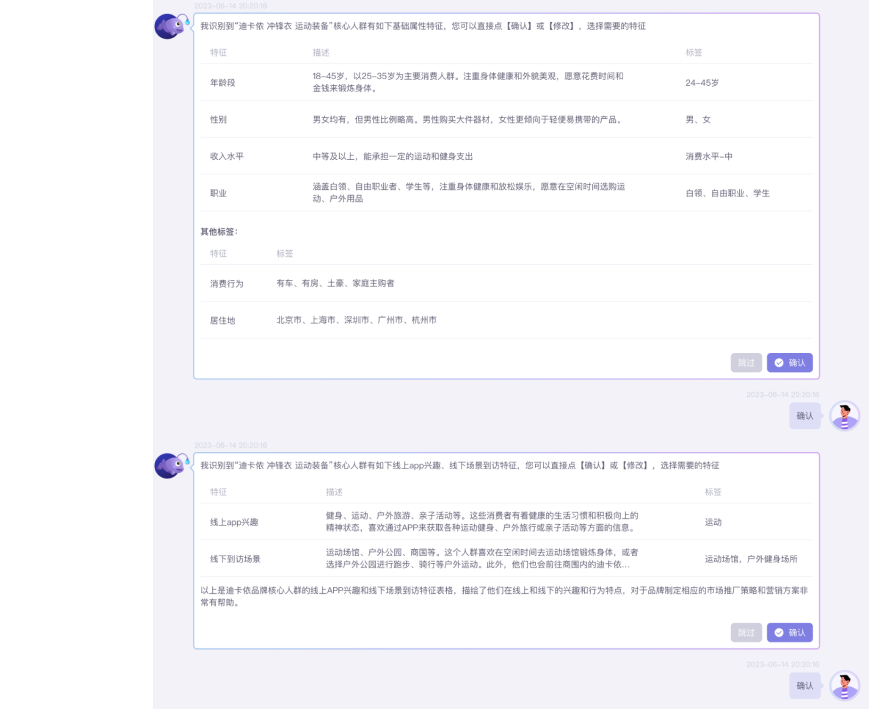 2023-06-14 20:20:16
我识别到“迪卡侬 冲锋衣 运动装备”核心人群有如下基础属性特征，您可以直接点【确认】或【修改】，选择需要的特征
特征 描述 标签
年龄段 18-45岁，以25-35岁为主要消费人群。注重身体健康和外貌美观，愿意花费时间和 24-45岁
金钱来锻炼身体。
性别 男女均有，但男性比例略高。男性购买大件器材，女性更倾向于轻便易携带的产品。 男、女
收入水平 中等及以上，能承担一定的运动和健身支出 消费水平-中
职业 涵盖白领、自由职业者、学生等，注重身体健康和放松娱乐，愿意在空闲时间选购运 白领、自由职业、学生
动、户外用品
其他标签：
特征 标签
消费行为 有车、有房、土豪、家庭主购者
居住地 北京市、上海市、深圳市、广州市、杭州市
跳过 确认
2023-06-14 20:20:16
确认
2023-06-14 20:20:16
我识别到“迪卡侬 冲锋衣 运动装备”核心人群有如下线上app兴趣、线下场景到访特征，您可以直接点【确认】或【修改】，选择需要的特征
特征 描述 标签
线上app兴趣 健身、运动、户外旅游、亲子活动等。这些消费者有着健康的生活习惯和积极向上的 运动
精神状态，喜欢通过APP来获取各种运动健身、户外旅行或亲子活动等方面的信息。
线下到访场景 运动场馆、户外公园、商圈等。这个人群喜欢在空闲时间去运动场馆锻炼身体，或者 运动场馆，户外健身场所
选择户外公园进行跑步、骑行等户外运动。此外，他们也会前往商圈内的迪卡侬...
以上是迪卡侬品牌核心人群的线上APP兴趣和线下场景到访特征表格，描绘了他们在线上和线下的兴趣和行为特点，对于品牌制定相应的市场推广策略和营销方案非
常有帮助。
跳过 确认
2023-06-14 20:20:16
确认